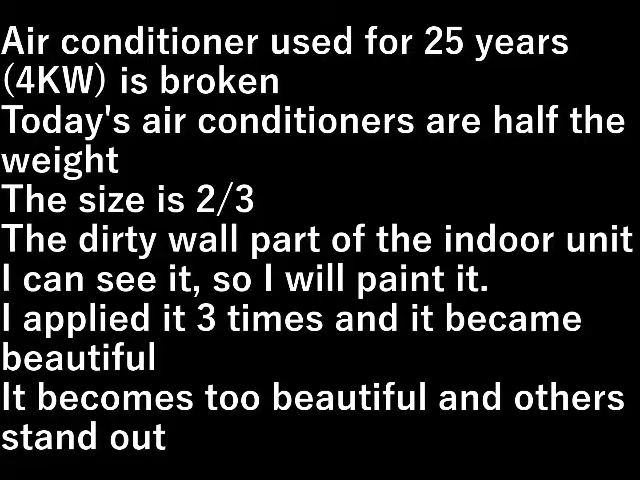 Air conditioner used for 25 years
(4KW) is broken
Today's air conditioners are half the
weight
The size is 2/3
The dirty wall part of the indoor unit
I can see it, so I will paint it.
I applied it 3 times and it became
beautiful
It becomes too beautiful and others
stand out